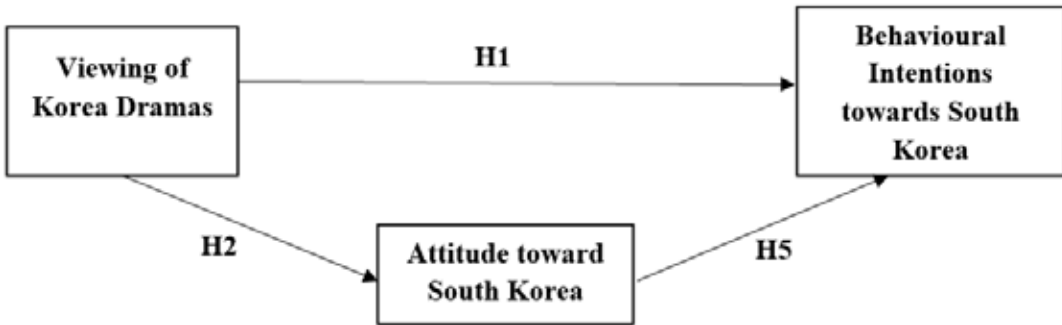 Viewing of
Korea Dramas
H1
Behavioural
Intentions
towards South
Korea
H2
Attitude toward
South Korea
H5